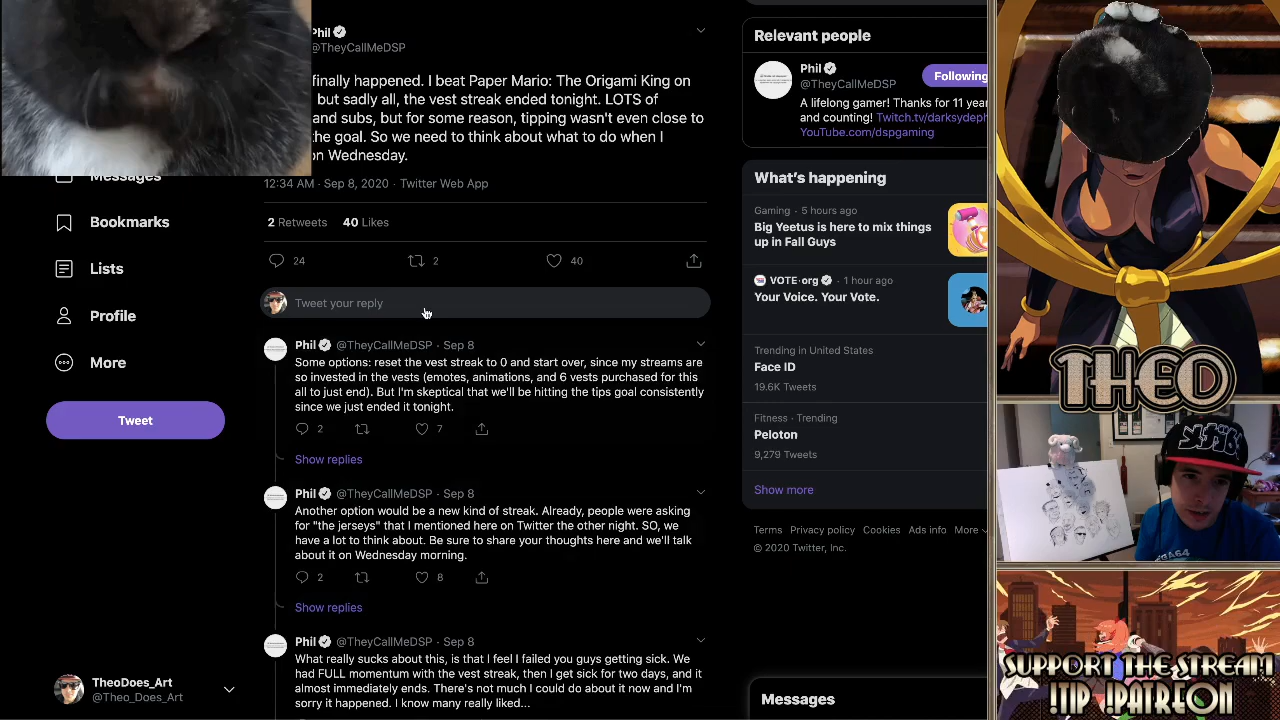 Phil
@TheyCallMeDSP
finally happened. I beat Paper Mario: The Origami King on
but sadly all, the vest streak ended tonight. LOTS of
and subs, but for some reason, tipping wasn't even close to
the goal. So we need to think about what to do when I
on Wednesday.
12:34 AM · Sep 8, 2020 · Twitter Web App
2 Retweets 40 Likes
24 2 40
Tweet your reply
Phil @TheyCallMeDSP · Sep 8
Some options: reset the vest streak to 0 and start over, since my streams are
so invested in the vests (emotes, animations, and 6 vests purchased for this
all to just end). But I'm skeptical that we'll be hitting the tips goal consistently
since we just ended it tonight.
2 7
Show replies
Phil @TheyCallMeDSP · Sep 8
Another option would be a new kind of streak. Already, people were asking
for "the jerseys" that I mentioned here on Twitter the other night. SO, we
have a lot to think about. Be sure to share your thoughts here and we'll talk
about it on Wednesday morning.
2 8
Show replies
Phil @TheyCallMeDSP · Sep 8
What really sucks about this, is that I feel I failed you guys getting sick. We
had FULL momentum with the vest streak, then I get sick for two days, and it
almost immediately ends. There's not much I could do about it now and I'm
sorry it happened. I know many really liked...
Messages
Bookmarks
Lists
Profile
More
Tweet
TheoDoes_Art
@Theo_Does_Art
Relevant people
Phil
@TheyCallMeDSP
Following
A lifelong gamer! Thanks for 11 year
and counting! Twitch.tv/darksydeph
YouTube.com/dspgaming
What's happening
Gaming · 5 hours ago
Big Yeetus is here to mix things
up in Fall Guys
VOTE·org · 1 hour ago
Your Voice. Your Vote.
Trending in United States
Face ID
19.6K Tweets
Fitness · Trending
Peloton
9,279 Tweets
Show more
Terms Privacy policy Cookies Ads info More
© 2020 Twitter, Inc.
Messages
THEO
SUPPORT THE STREAM
!TIP !PATREON